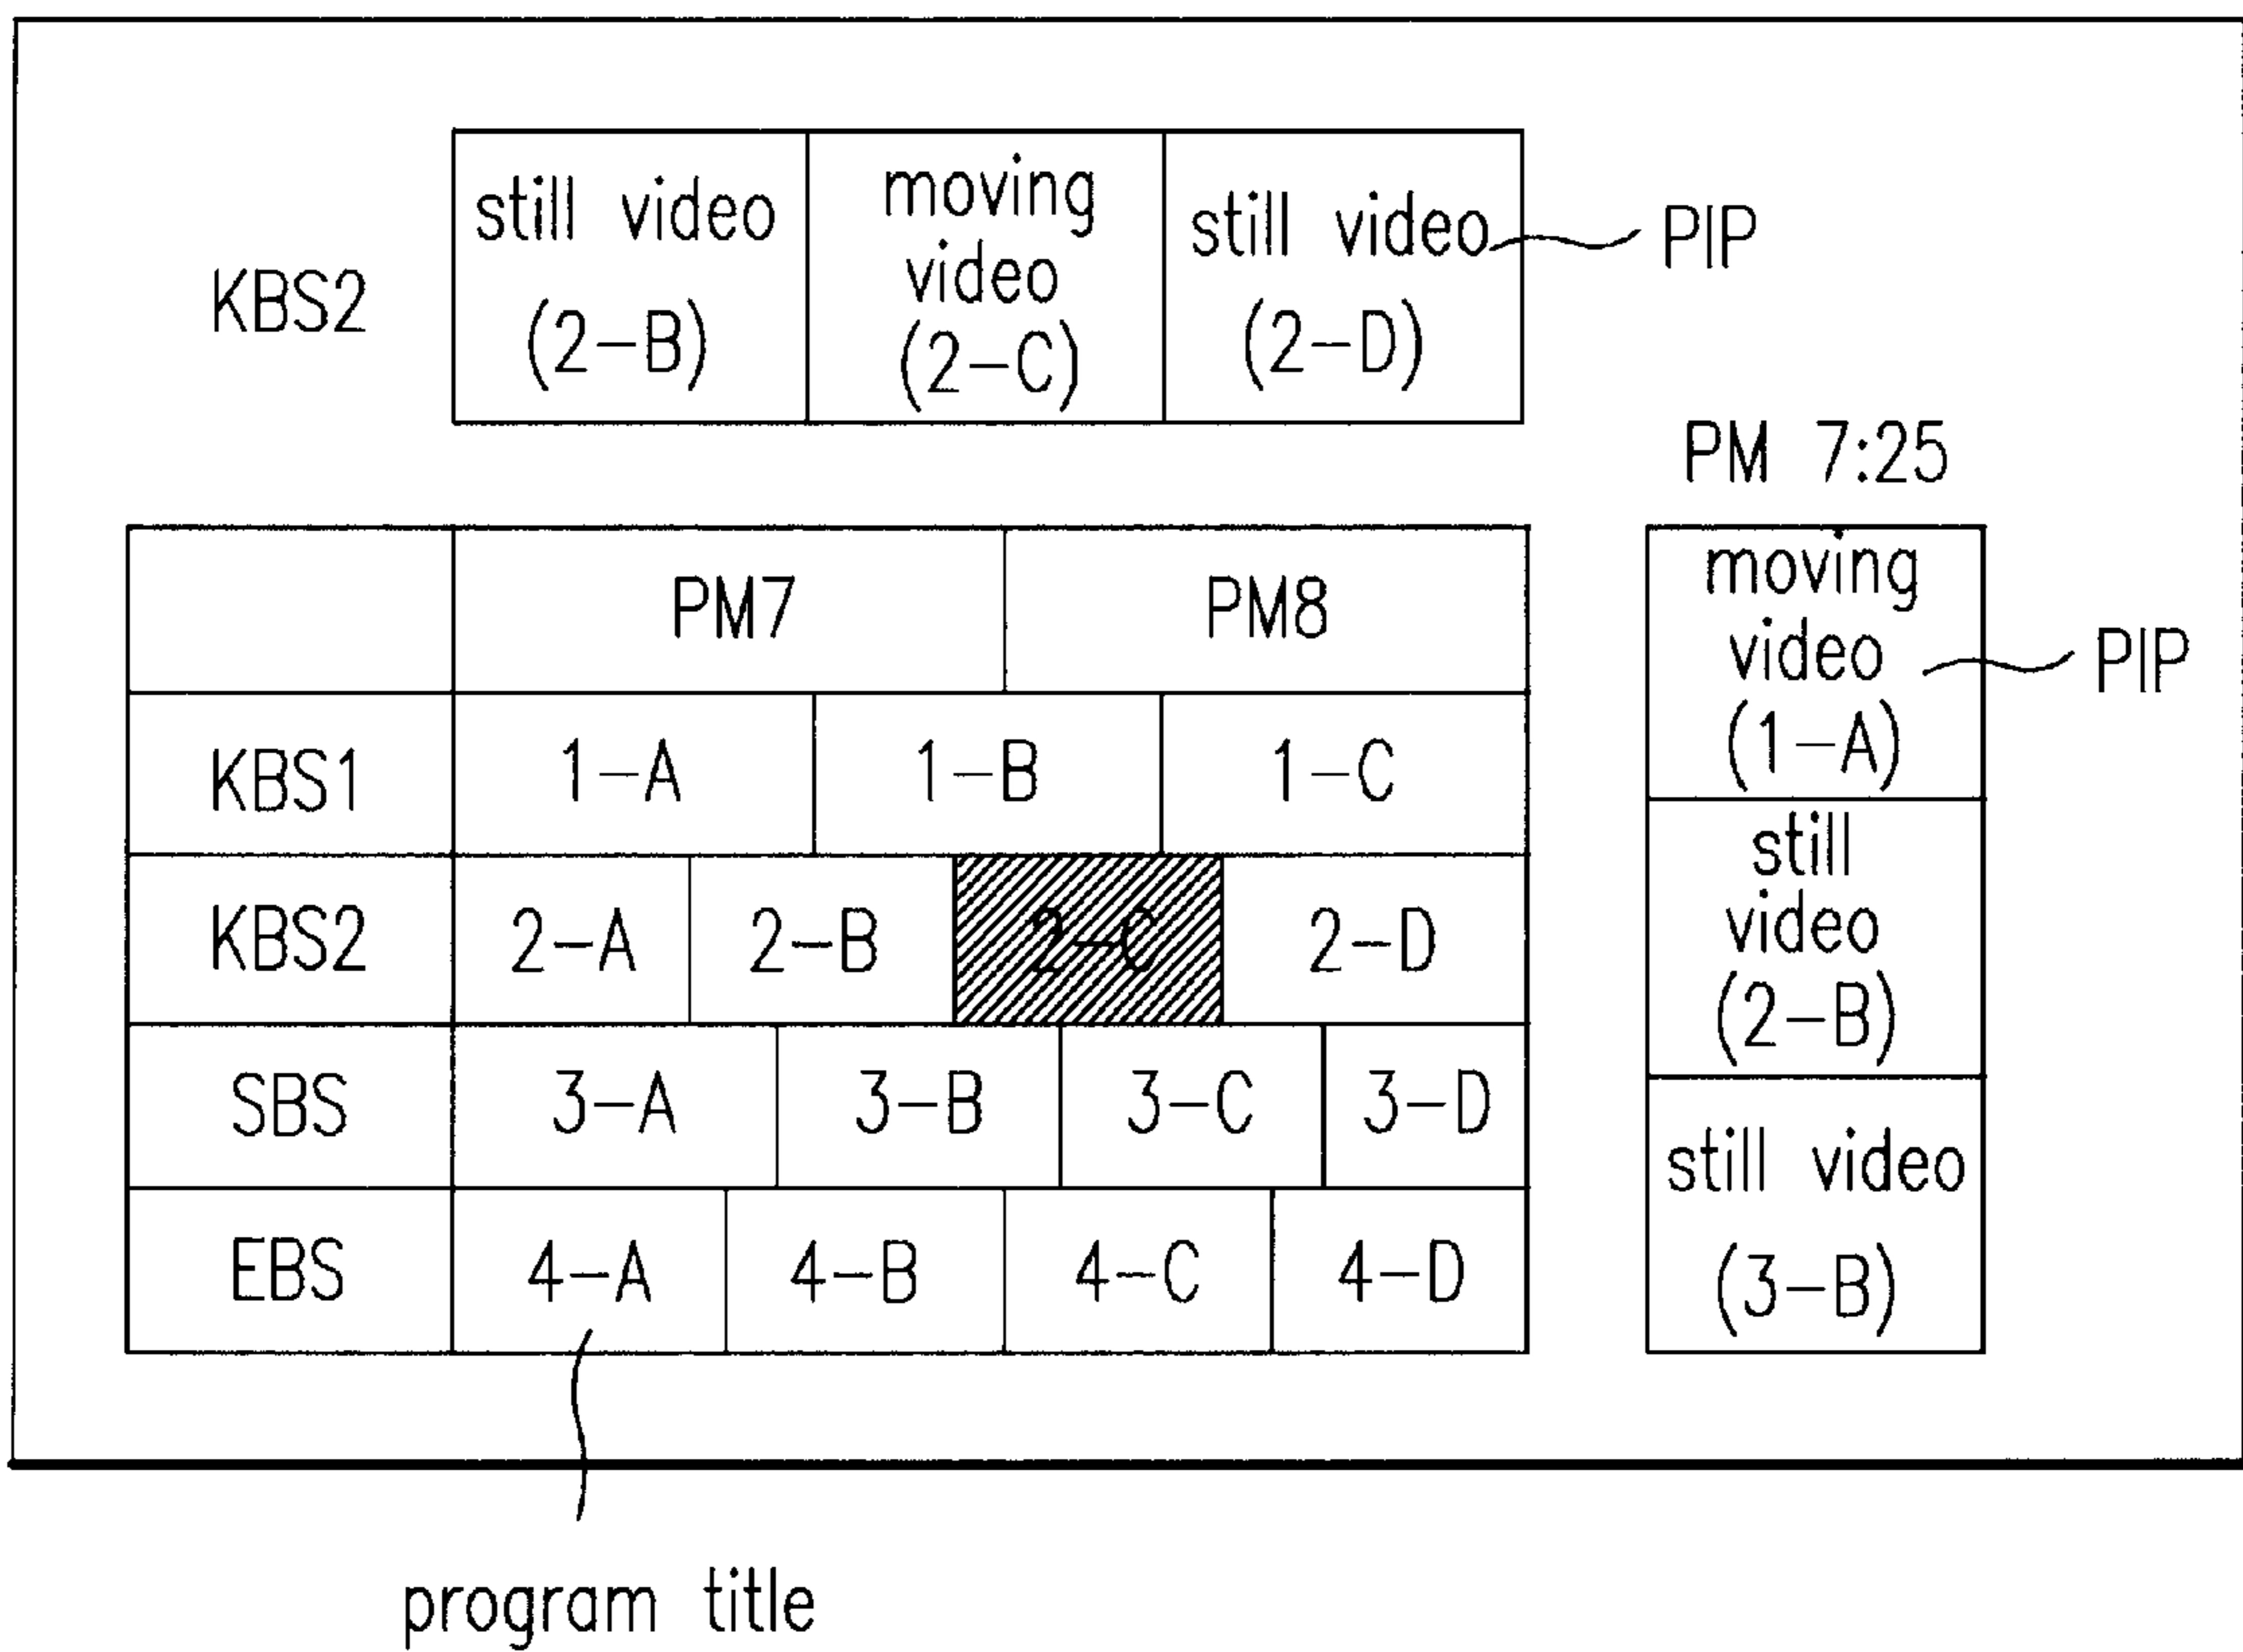 still video moving still video PIP
video
KBS2 (2-B) (2-C) (2-D)
PM 7:25
PM7 PM8
KBS1 1-A 1-B 1-C
KBS2 2-A 2-B 2-C 2-D
SBS 3-A 3-B 3-C 3-D
EBS 4-A 4-B 4-C 4-D
moving
video PIP
(1-A)
still
video
(2-B)
still video
(3-B)
program title